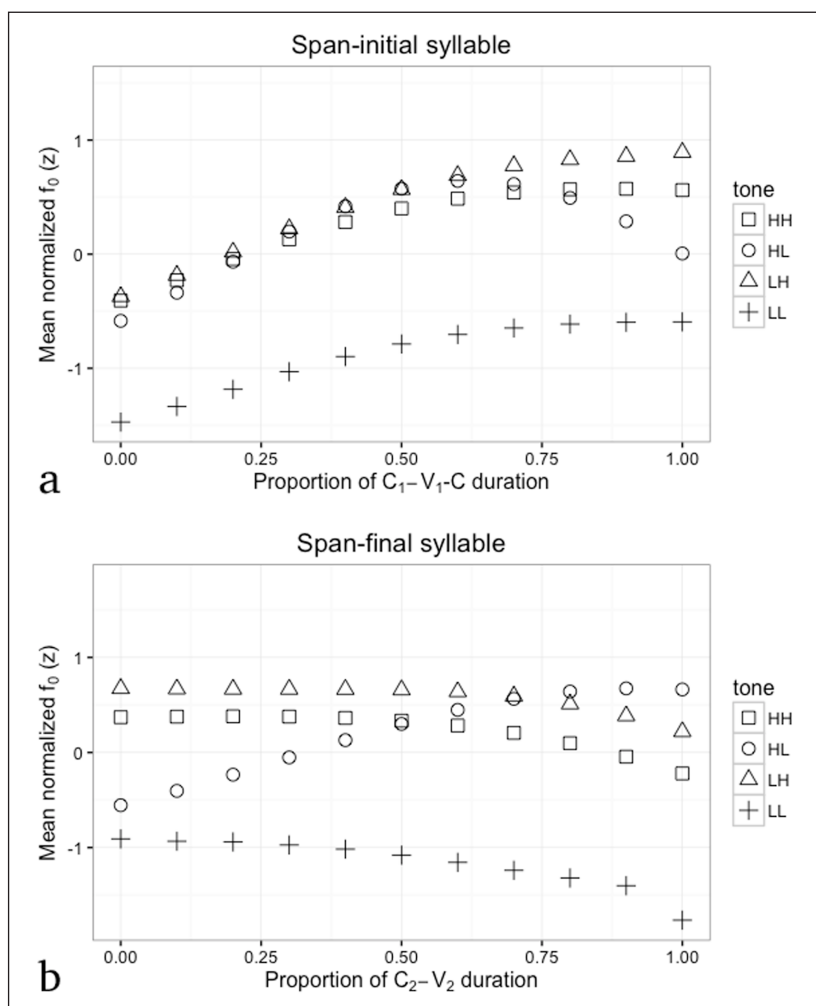 Span-initial syllable
1
0
-1
Mean normalized f₀ (z)
0.00 0.25 0.50 0.75 1.00
Proportion of C₁– V₁-C duration
tone
HH
HL
LH
LL
a
Span-final syllable
1
0
-1
Mean normalized f₀ (z)
0.00 0.25 0.50 0.75 1.00
Proportion of C₂– V₂ duration
tone
HH
HL
LH
LL
b